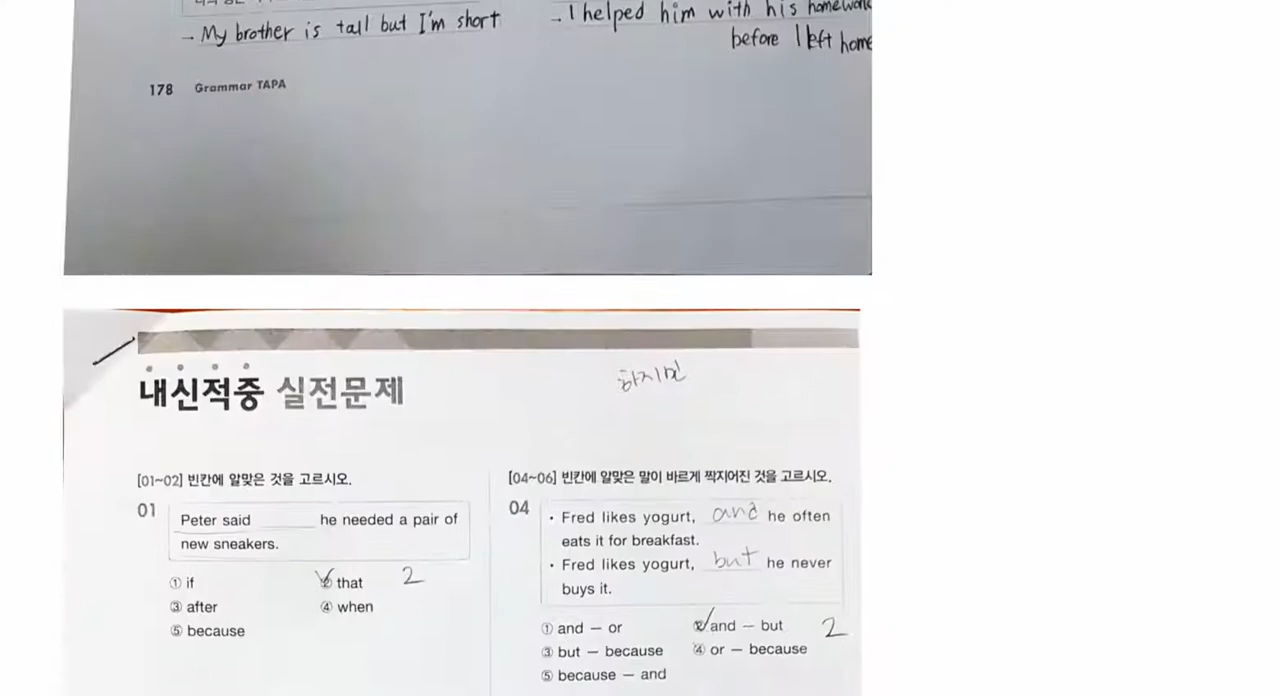 → My brother is tall but I'm short
→ I helped him with his homework
before I left home
178 Grammar TAPA
내신적중 실전문제
하지민
[01~02] 빈칸에 알맞은 것을 고르시오.
01
Peter said ______ he needed a pair of
new sneakers.
① if ② that 2
③ after ④ when
⑤ because
[04~06] 빈칸에 알맞은 말이 바르게 짝지어진 것을 고르시오.
04
• Fred likes yogurt, and he often
eats it for breakfast.
• Fred likes yogurt, but he never
buys it.
① and – or ② and – but 2
③ but – because ④ or – because
⑤ because – and